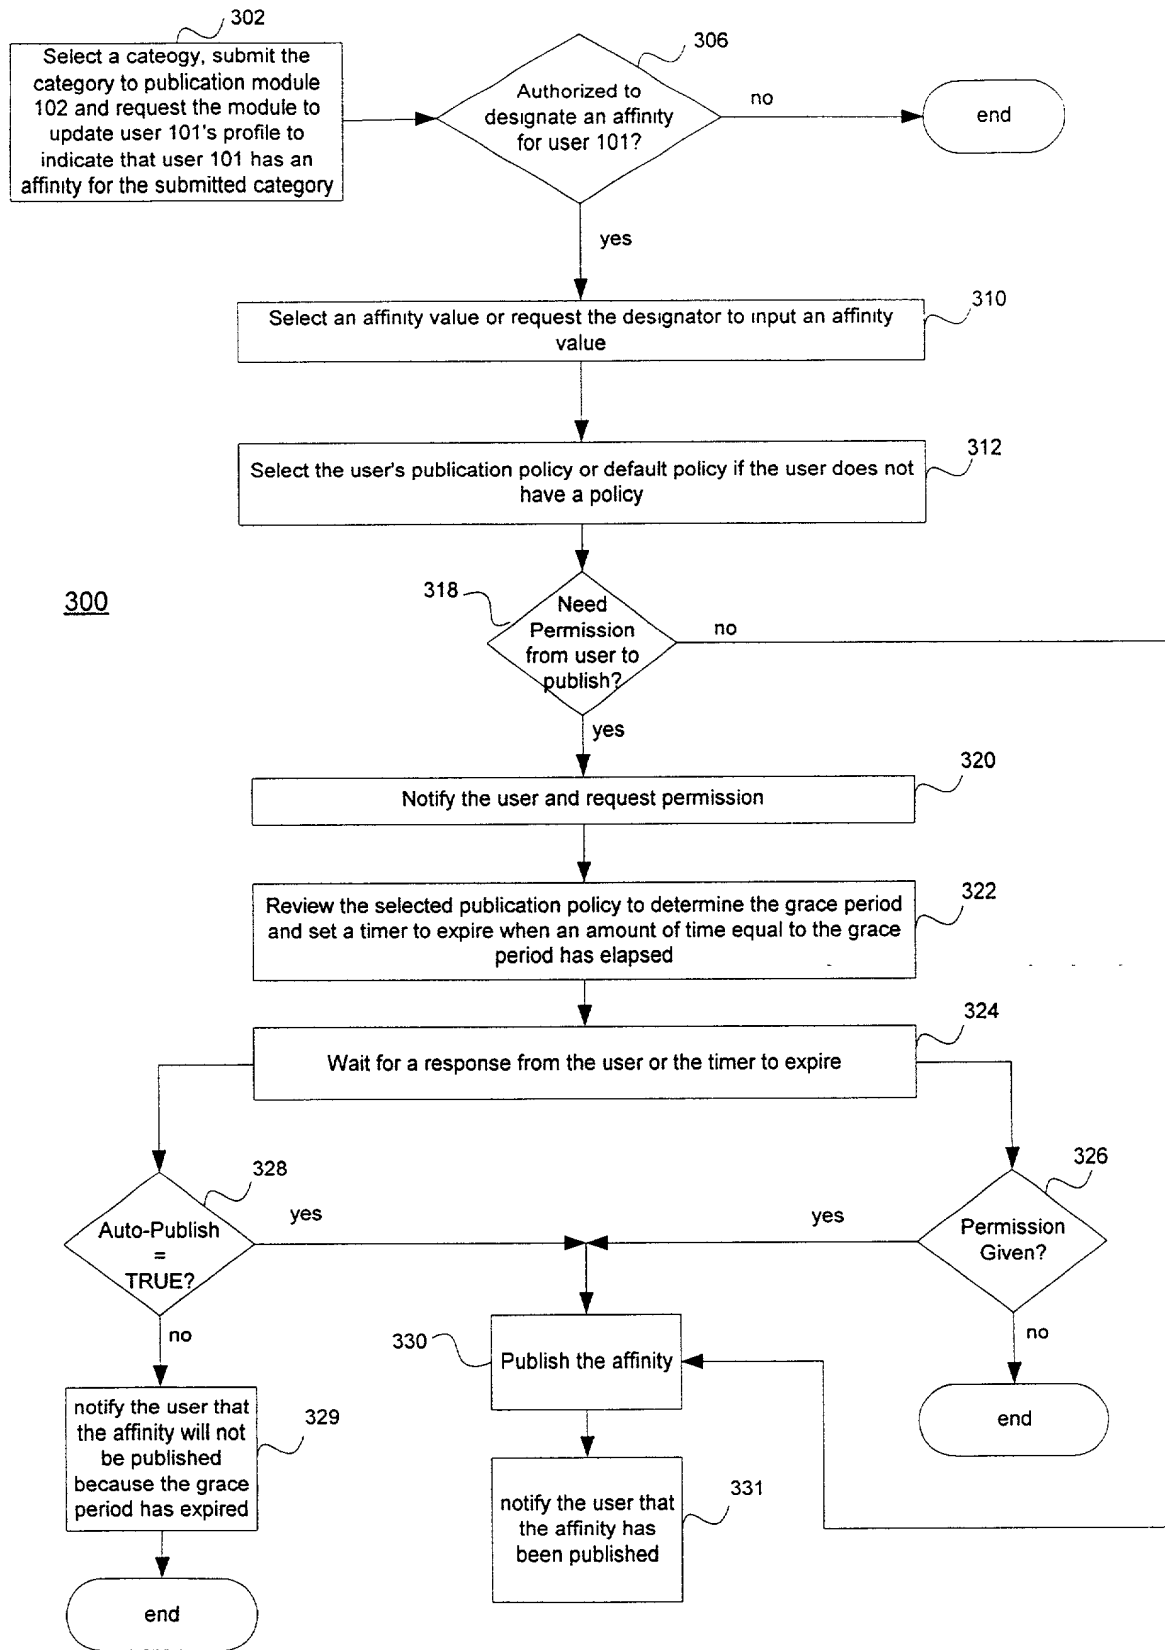 302
Select a cateogy, submit the
category to publication module
102 and request the module to
update user 101's profile to
indicate that user 101 has an
affinity for the submitted category
306
Authorized to
designate an affinity
for user 101?
no
end
yes
310
Select an affinity value or request the designator to input an affinity
value
312
Select the user's publication policy or default policy if the user does not
have a policy
300
318
Need
Permission
from user to
publish?
no
yes
320
Notify the user and request permission
322
Review the selected publication policy to determine the grace period
and set a timer to expire when an amount of time equal to the grace
period has elapsed
324
Wait for a response from the user or the timer to expire
328
Auto-Publish
=
TRUE?
yes
no
326
Permission
Given?
yes
no
end
330
Publish the affinity
329
notify the user that
the affinity will not
be published
because the grace
period has expired
331
notify the user that
the affinity has
been published
end